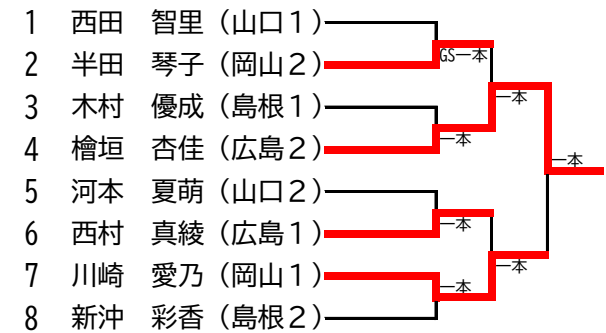 1 西田 智里（山口１）
GS一本
2 半田 琴子（岡山２）
一本
3 木村 優成（島根１）
一本
4 檜垣 杏佳（広島２）
一本
5 河本 夏萌（山口２）
一本
6 西村 真綾（広島１）
一本
7 川崎 愛乃（岡山１）
一本
8 新沖 彩香（島根２）